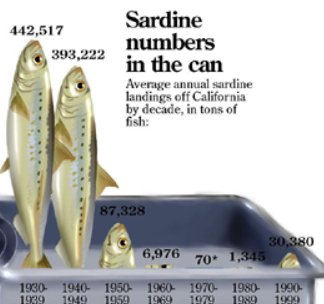 Sardine
numbers
in the can
Average annual sardine
landings off California
by decade, in tons of
fish:
442,517
393,222
87,328
6,976
70*
1,345
30,380
1930- 1940- 1950- 1960- 1970- 1980- 1990-
1939 1949 1959 1969 1979 1989 1999